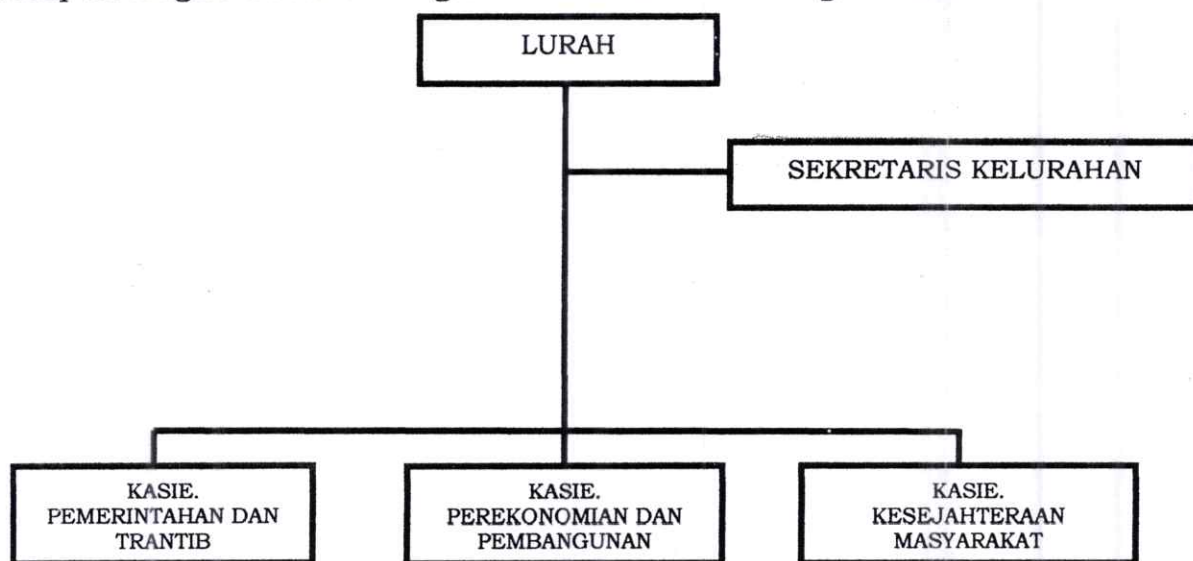 LURAH
SEKRETARIS KELURAHAN
KASIE.
PEMERINTAHAN DAN
TRANTIB
KASIE.
PEREKONOMIAN DAN
PEMBANGUNAN
KASIE.
KESEJAHTERAAN
MASYARAKAT